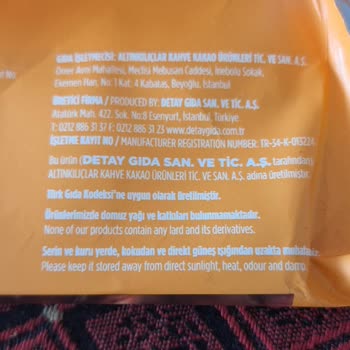 GIDA İŞLETMECİSİ: ALTINKILIÇLAR KAHVE KAKAO ÜRÜNLERİ TİC. VE SAN. A.Ş.
Ömer Avni Mahallesi, Meclisi Mebusan Caddesi, İnebolu Sokak,
Ekemen Han, No:1 Kat: 4 Kabataş, Beyoğlu, İstanbul
ÜRETİCİ FİRMA / PRODUCED BY: DETAY GIDA SAN. VE TİC. A.Ş.
Atatürk Mah. 422. Sok. No:8 Esenyurt, İstanbul, Türkiye.
T: 0212 886 31 37 F: 0212 886 31 23 www.detaygida.com.tr
İŞLETME KAYIT NO / MANUFACTURER REGISTRATION NUMBER: TR-34-K-013224
Bu ürün (DETAY GIDA SAN. VE TİC. A.Ş. tarafından)
ALTINKILIÇLAR KAHVE KAKAO ÜRÜNLERİ TİC. VE SAN. A.Ş. adına üretilmiştir.
Türk Gıda Kodeksi'ne uygun olarak üretilmiştir.
Ürünlerimizde domuz yağı ve katkıları bulunmamaktadır.
None of our products contain any lard and its derivatives.
Serin ve kuru yerde, kokudan ve direkt güneş ışığından uzakta
Please keep it stored away from direct sunlight, heat, odour and damp.